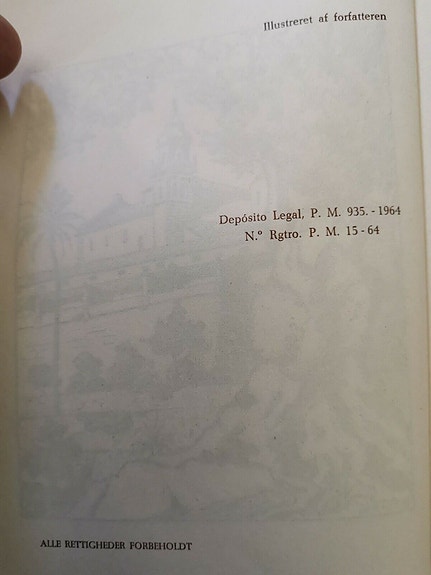 Illustreret af forfatteren
Depósito Legal, P. M. 935. - 1964
N.º Rgtro. P. M. 15 - 64
ALLE RETTIGHEDER FORBEHOLDT